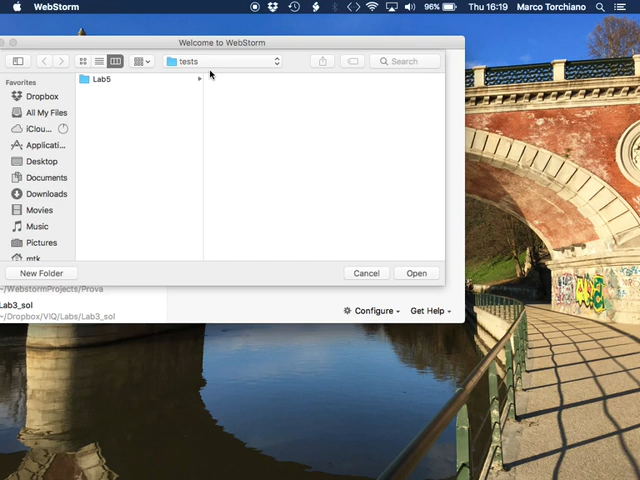 WebStorm
96%
Thu 16:19
Marco Torchiano
Welcome to WebStorm
tests
Search
Favorites
Lab5
Dropbox
All My Files
iClou...
Applicati...
Desktop
Documents
Downloads
Movies
Music
Pictures
mtk
New Folder
Cancel
Open
~/WebstormProjects/Prova
Lab3_sol
~/Dropbox/VIQ/Labs/Lab3_sol
Configure
Get Help